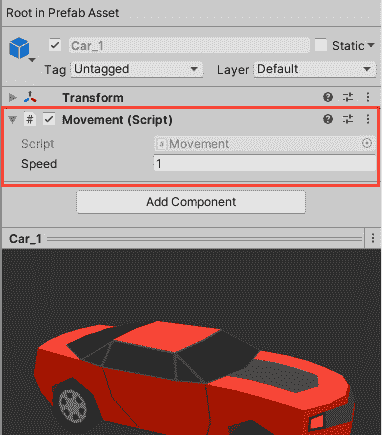 Root in Prefab Asset
Car_1 Static
Tag Untagged Layer Default
Transform
# Movement (Script)
Script # Movement
Speed 1
Add Component
Car_1